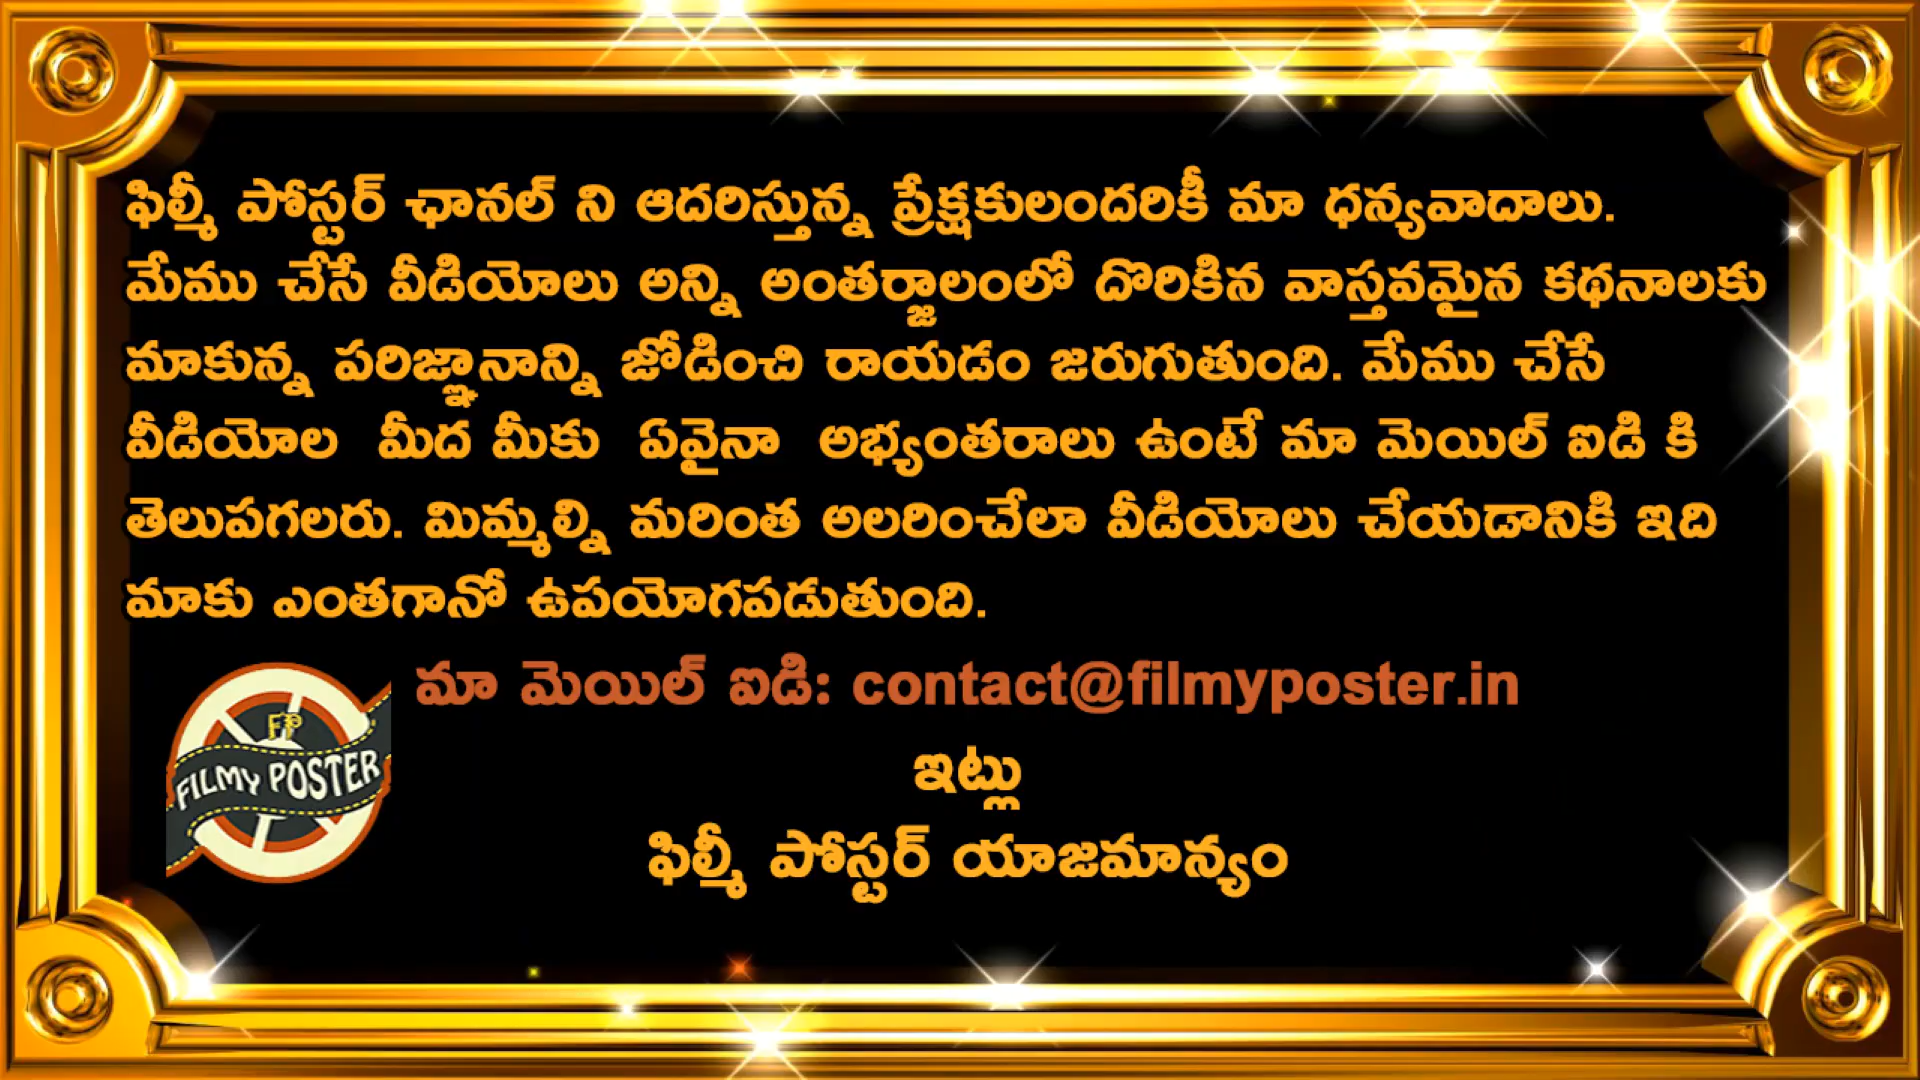 ఫిల్మీ పోస్టర్ ఛానల్ ని ఆదరిస్తున్న ప్రేక్షకులందరికీ మా ధన్యవాదాలు.
మేము చేసే వీడియోలు అన్ని అంతర్జాలంలో దొరికిన వాస్తవమైన కథనాలకు
మాకున్న పరిజ్ఞానాన్ని జోడించి రాయడం జరుగుతుంది. మేము చేసే
వీడియోల మీద మీకు ఏవైనా అభ్యంతరాలు ఉంటే మా మెయిల్ ఐడి కి
తెలుపగలరు. మిమ్మల్ని మరింత అలరించేలా వీడియోలు చేయడానికి ఇది
మాకు ఎంతగానో ఉపయోగపడుతుంది.
మా మెయిల్ ఐడి: contact@filmyposter.in
FP
FILMY POSTER
ఇట్లు
ఫిల్మీ పోస్టర్ యాజమాన్యం